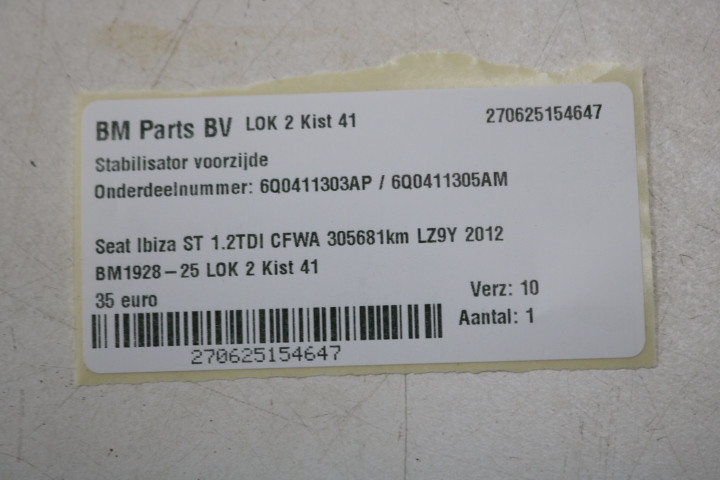 BM Parts BV LOK 2 Kist 41 270625154647
Stabilisator voorzijde
Onderdeelnummer: 6Q0411303AP / 6Q0411305AM
Seat Ibiza ST 1.2TDI CFWA 305681km LZ9Y 2012
BM1928-25 LOK 2 Kist 41
35 euro Verz: 10
Aantal: 1
270625154647